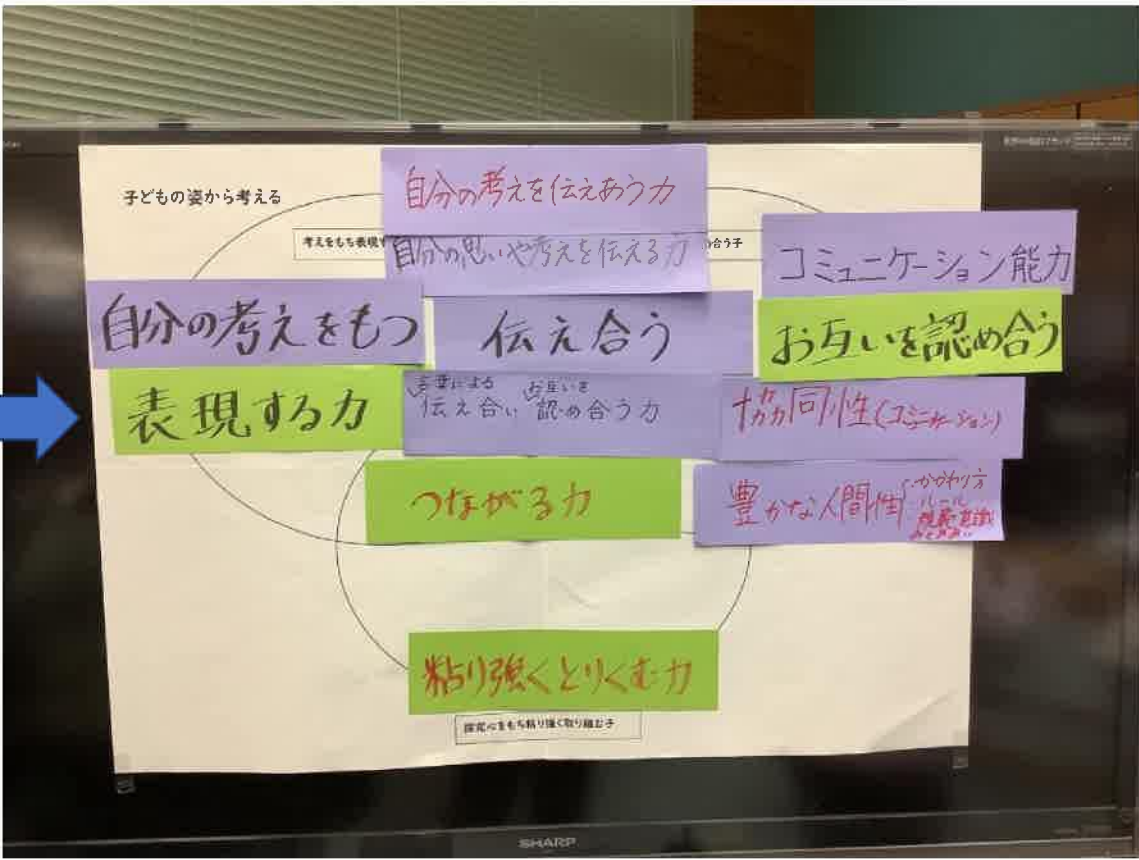 子どもの姿から考える
自分の考えを伝えあう力
考えをもち表現
自分の思いや考えを伝える力
合う子
コミュニケーション能力
自分の考えをもつ
伝え合う
お互いを認め合う
表現する力
言葉による お互いを
伝え合い 認め合う力
協同性(コミュニケーション)
つながる力
豊かな人間性
かかわり方
ルール
規範意識
粘り強くとりくむ力
探究心をもち粘り強く取り組む子
SHARP